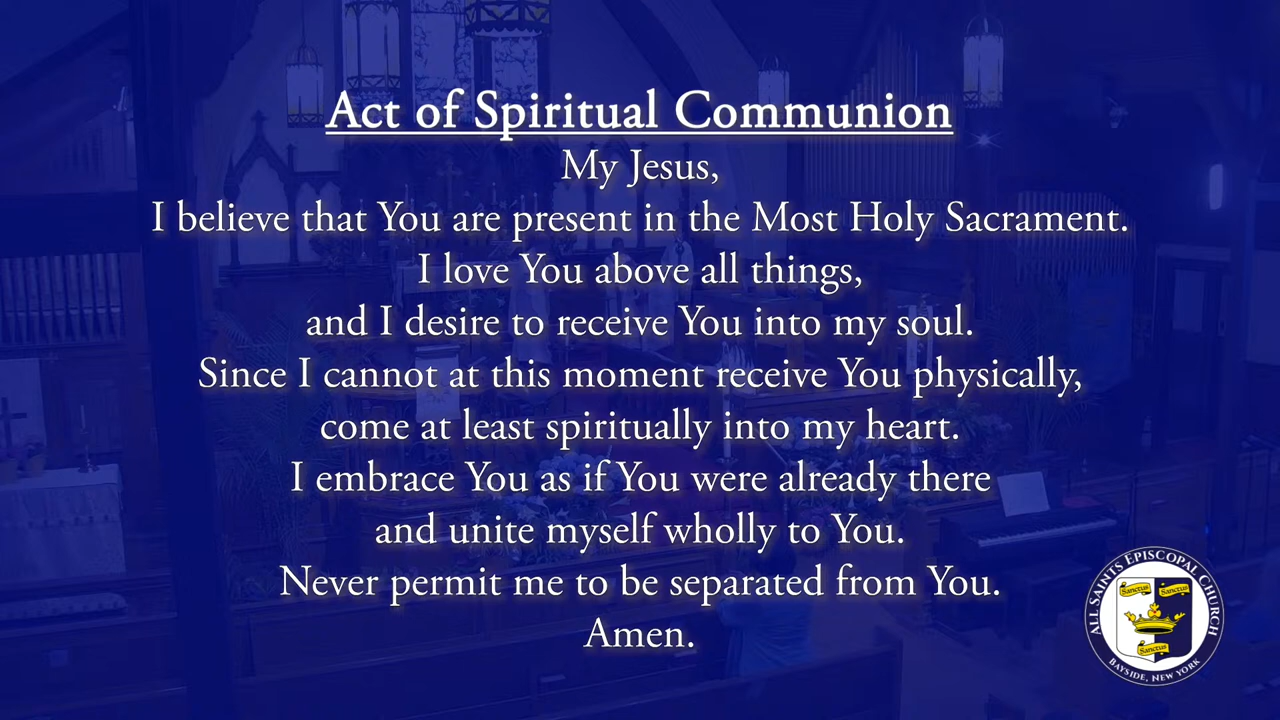 Act of Spiritual Communion
My Jesus,
I believe that You are present in the Most Holy Sacrament.
I love You above all things,
and I desire to receive You into my soul.
Since I cannot at this moment receive You physically,
come at least spiritually into my heart.
I embrace You as if You were already there
and unite myself wholly to You.
Never permit me to be separated from You.
Amen.
ALL SAINTS EPISCOPAL CHURCH
Sanctus
Sanctus
Sanctus
BAYSIDE, NEW YORK